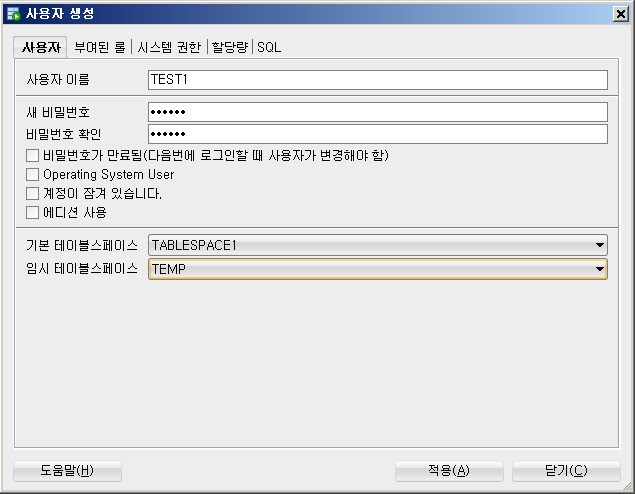 사용자 생성
사용자 부여된 롤 시스템 권한 할당량 SQL
사용자 이름 TEST1
새 비밀번호 ••••••
비밀번호 확인 ••••••
비밀번호가 만료됨(다음번에 로그인할 때 사용자가 변경해야 함)
Operating System User
계정이 잠겨 있습니다.
에디션 사용
기본 테이블스페이스 TABLESPACE1
임시 테이블스페이스 TEMP
도움말(H) 적용(A) 닫기(C)